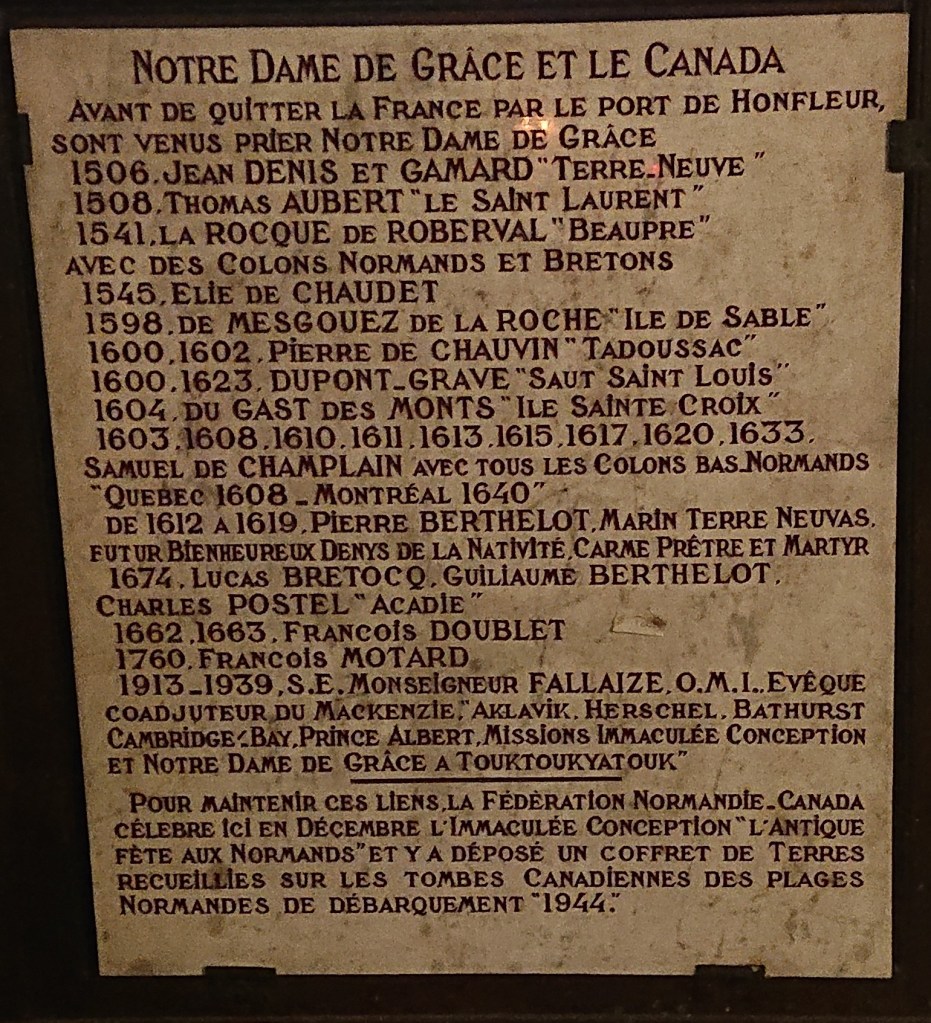 NOTRE DAME DE GRÂCE ET LE CANADA
AVANT DE QUITTER LA FRANCE PAR LE PORT DE HONFLEUR,
SONT VENUS PRIER NOTRE DAME DE GRÂCE
1506. JEAN DENIS ET GAMARD "TERRE-NEUVE"
1508. THOMAS AUBERT "LE SAINT LAURENT"
1541. LA ROCQUE DE ROBERVAL "BEAUPRE"
AVEC DES COLONS NORMANDS ET BRETONS
1545. ELIE DE CHAUDET
1598. DE MESGOUEZ DE LA ROCHE "ILE DE SABLE"
1600. 1602. PIERRE DE CHAUVIN "TADOUSSAC"
1600. 1623. DUPONT-GRAVE "SAUT SAINT LOUIS"
1604. DU GAST DES MONTS "ILE SAINTE CROIX"
1603. 1608. 1610. 1611. 1613. 1615. 1617. 1620. 1633.
SAMUEL DE CHAMPLAIN AVEC TOUS LES COLONS BAS-NORMANDS
"QUEBEC 1608 - MONTRÉAL 1640"
DE 1612 A 1619. PIERRE BERTHELOT. MARIN TERRE NEUVAS.
FUTUR BIENHEUREUX DENYS DE LA NATIVITÉ. CARME PRÊTRE ET MARTYR
1674. LUCAS BRETOCQ. GUILIAUME BERTHELOT.
CHARLES POSTEL "ACADIE"
1662. 1663. FRANCOIS DOUBLET
1760. FRANCOIS MOTARD
1913-1939. S.E. MONSEIGNEUR FALLAIZE. O.M.I.. EVÊQUE
COADJUTEUR DU MACKENZIE. "AKLAVIK. HERSCHEL. BATHURST
CAMBRIDGE-BAY. PRINCE ALBERT. MISSIONS IMMACULÉE CONCEPTION
ET NOTRE DAME DE GRÂCE A TOUKTOUKYATOUK"
POUR MAINTENIR CES LIENS. LA FÉDÈRATION NORMANDIE-CANADA
CÉLEBRE ICI EN DÉCEMBRE L'IMMACULÉE CONCEPTION "L'ANTIQUE
FÊTE AUX NORMANDS" ET Y A DÉPOSÉ UN COFFRET DE TERRES
RECUEILLIES SUR LES TOMBES CANADIENNES DES PLAGES
NORMANDES DE DÉBARQUEMENT "1944."